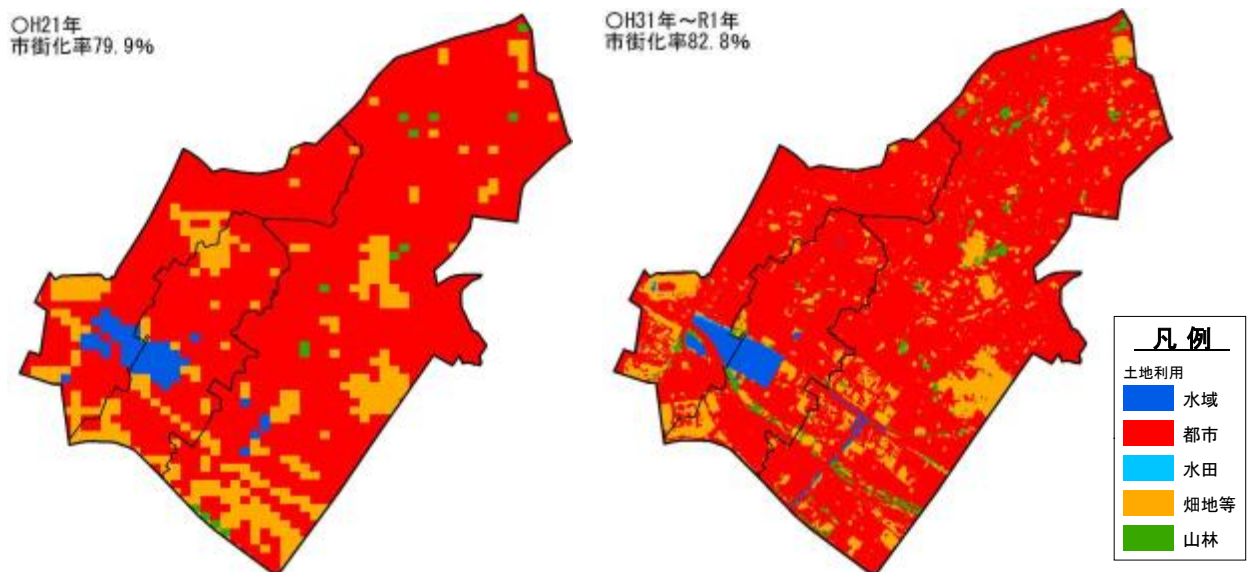 ○H21年
市街化率79.9%
○H31年～R1年
市街化率82.8%
凡例
土地利用
水域
都市
水田
畑地等
山林